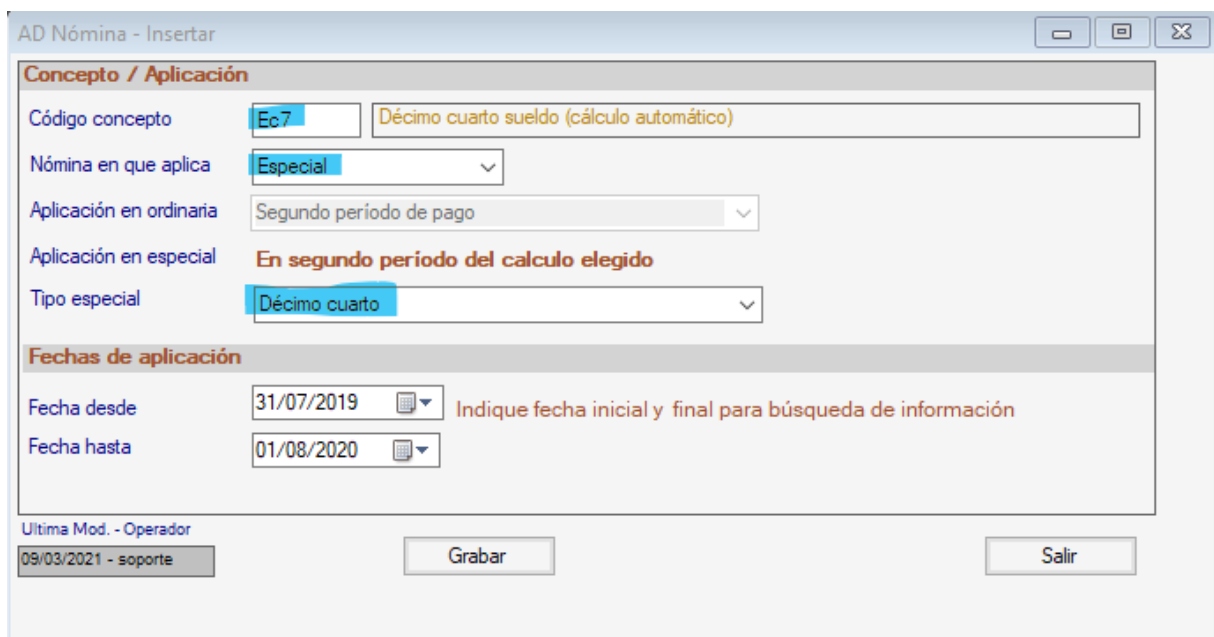 AD Nómina - Insertar
Concepto / Aplicación
Código concepto Ec7 Décimo cuarto sueldo (cálculo automático)
Nómina en que aplica Especial
Aplicación en ordinaria Segundo período de pago
Aplicación en especial En segundo período del calculo elegido
Tipo especial Décimo cuarto
Fechas de aplicación
Fecha desde 31/07/2019 Indique fecha inicial y final para búsqueda de información
Fecha hasta 01/08/2020
Ultima Mod. - Operador
09/03/2021 - soporte Grabar Salir